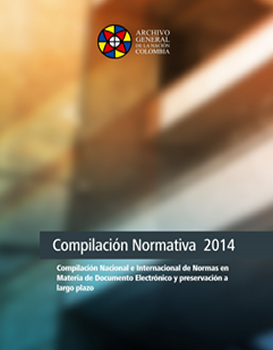 ARCHIVO
GENERAL
DE LA NACIÓN
COLOMBIA
Compilación Normativa 2014
Compilación Nacional e Internacional de Normas en
Materia de Documento Electrónico y preservación a
largo plazo